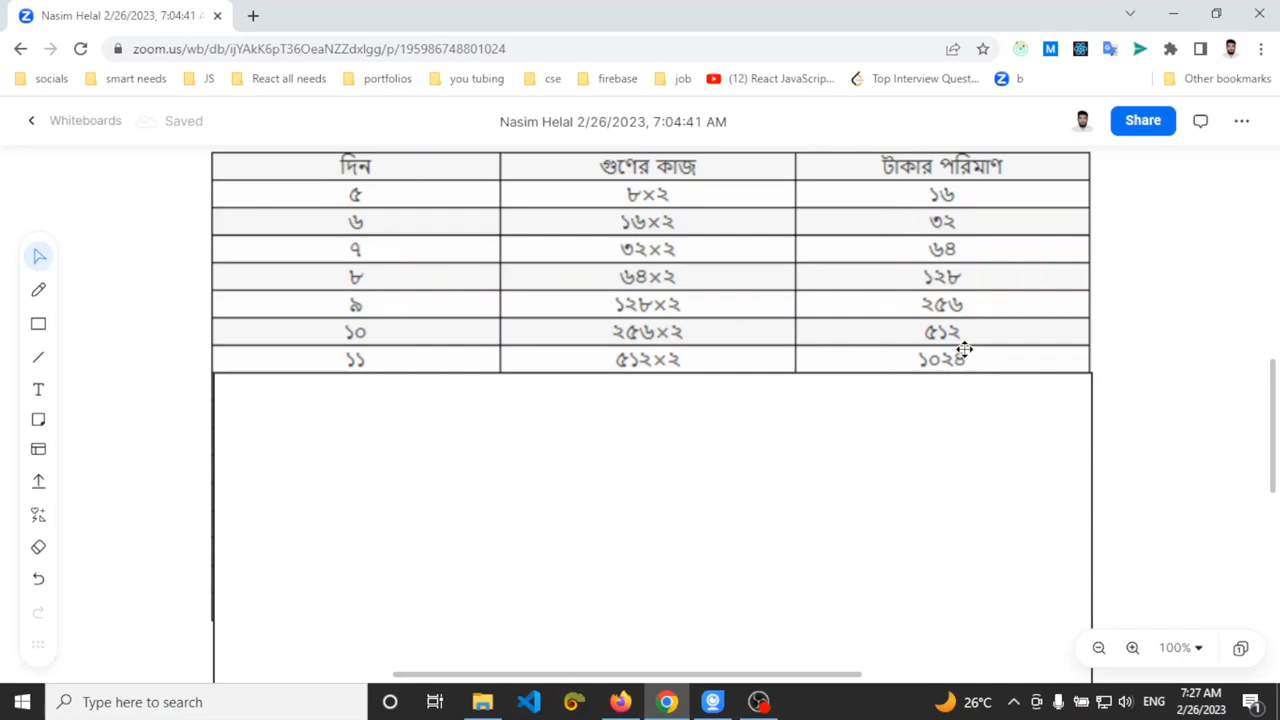 Nasim Helal 2/26/2023, 7:04:41 A
zoom.us/wb/db/ijYAkK6pT36OeaNZZdxlgg/p/195986748801024
socials smart needs JS React all needs portfolios you tubing cse firebase job (12) React JavaScrip... Top Interview Quest... b Other bookmarks
Whiteboards Saved Nasim Helal 2/26/2023, 7:04:41 AM Share
দিন গুণের কাজ টাকার পরিমাণ
৫ ৮×২ ১৬
৬ ১৬×২ ৩২
৭ ৩২×২ ৬৪
৮ ৬৪×২ ১২৮
৯ ১২৮×২ ২৫৬
১০ ২৫৬×২ ৫১২
১১ ৫১২×২ ১০২৪
100%
Type here to search 26°C ENG 7:27 AM
2/26/2023